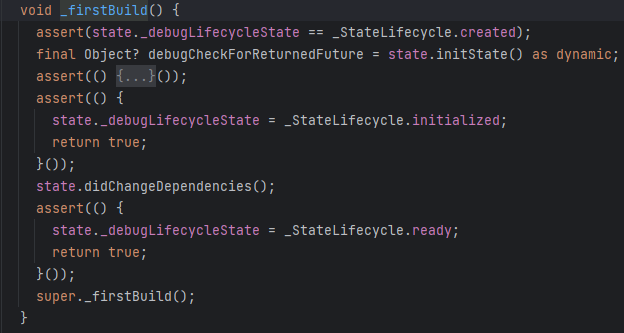 void _firstBuild() {
assert(state._debugLifecycleState == _StateLifecycle.created);
final Object? debugCheckForReturnedFuture = state.initState() as dynamic;
assert(() {...}());
assert(() {
state._debugLifecycleState = _StateLifecycle.initialized;
return true;
}());
state.didChangeDependencies();
assert(() {
state._debugLifecycleState = _StateLifecycle.ready;
return true;
}());
super._firstBuild();
}